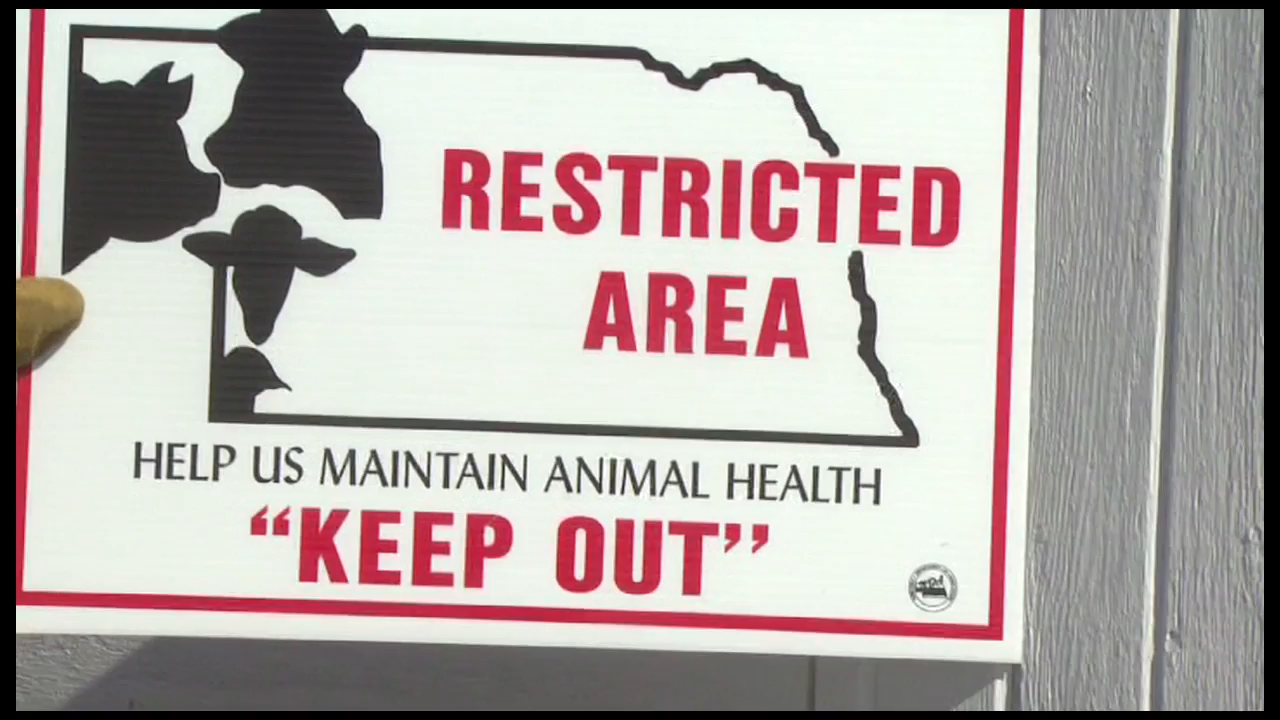 RESTRICTED
AREA
HELP US MAINTAIN ANIMAL HEALTH
“KEEP OUT”